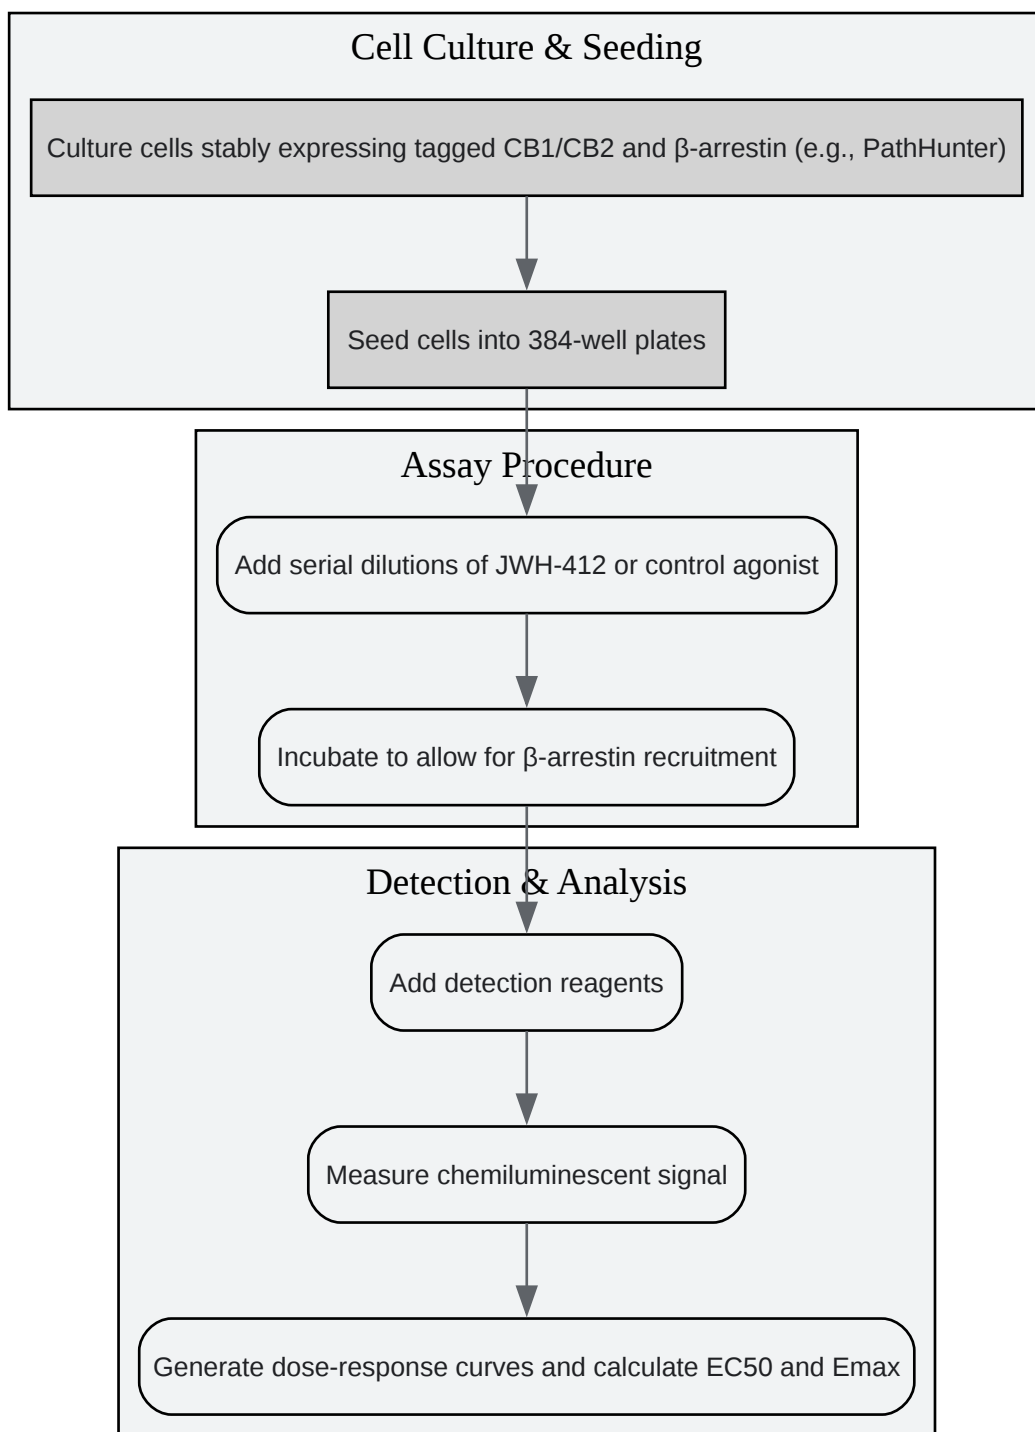 Cell Culture & Seeding
Culture cells stably expressing tagged CB1/CB2 and β-arrestin (e.g., PathHunter)
Seed cells into 384-well plates
Assay Procedure
Add serial dilutions of JWH-412 or control agonist
Incubate to allow for β-arrestin recruitment
Detection & Analysis
Add detection reagents
Measure chemiluminescent signal
Generate dose-response curves and calculate EC50 and Emax